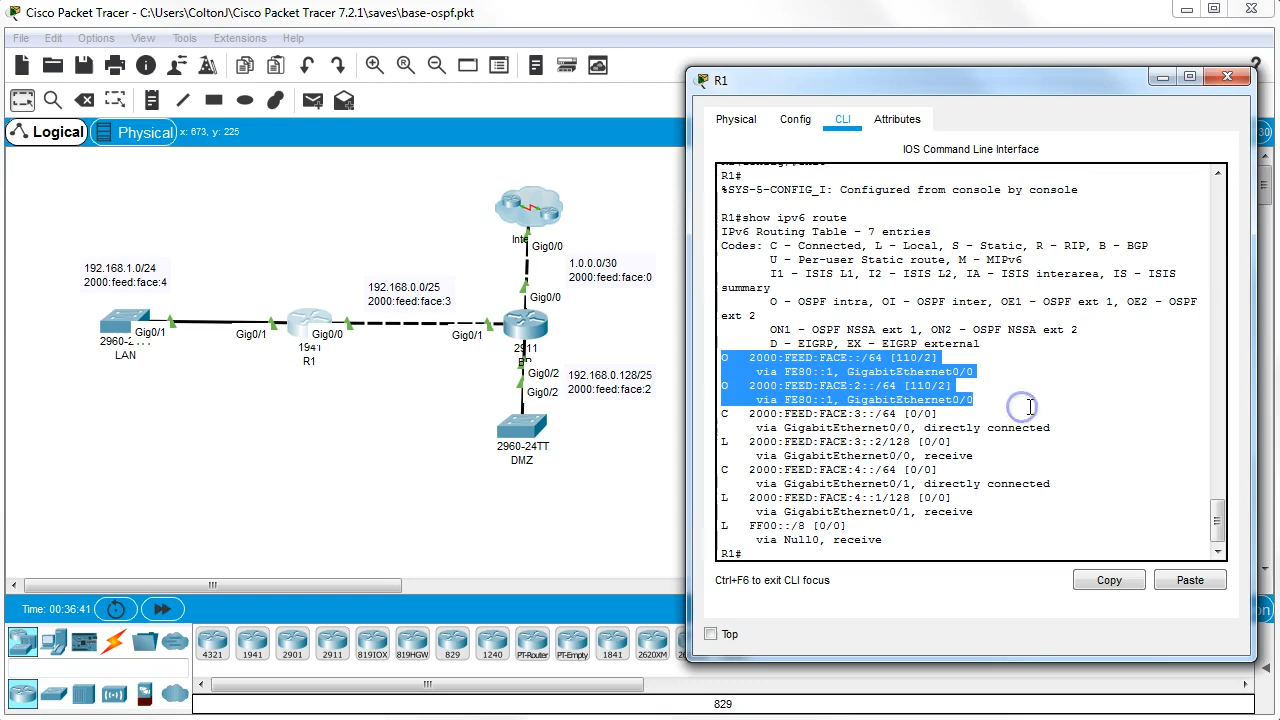 Cisco Packet Tracer - C:\Users\ColtonJ\Cisco Packet Tracer 7.2.1\saves\base-ospf.pkt
File Edit Options View Tools Extensions Help
Logical Physical x: 673, y: 225
Gig0/0
192.168.1.0/24
2000:feed:face:4
192.168.0.0/25
2000:feed:face:3
1.0.0.0/30
2000:feed:face:0
Gig0/0
Gig0/1
Gig0/1
Gig0/0
Gig0/1
LAN
R1
2911
Gig0/2
Gig0/2
192.168.0.128/25
2000:feed:face:2
2960-24TT
DMZ
Time: 00:36:41
4321 1941 2901 2911 819IOX 819HGW 829 1240 PT-Router PT-Empty 1841 2620XM
829
R1
Physical Config CLI Attributes
IOS Command Line Interface
R1#
%SYS-5-CONFIG_I: Configured from console by console
R1#show ipv6 route
IPv6 Routing Table - 7 entries
Codes: C - Connected, L - Local, S - Static, R - RIP, B - BGP
U - Per-user Static route, M - MIPv6
I1 - ISIS L1, I2 - ISIS L2, IA - ISIS interarea, IS - ISIS
summary
O - OSPF intra, OI - OSPF inter, OE1 - OSPF ext 1, OE2 - OSPF
ext 2
ON1 - OSPF NSSA ext 1, ON2 - OSPF NSSA ext 2
D - EIGRP, EX - EIGRP external
O 2000:FEED:FACE::/64 [110/2]
via FE80::1, GigabitEthernet0/0
O 2000:FEED:FACE:2::/64 [110/2]
via FE80::1, GigabitEthernet0/0
C 2000:FEED:FACE:3::/64 [0/0]
via GigabitEthernet0/0, directly connected
L 2000:FEED:FACE:3::2/128 [0/0]
via GigabitEthernet0/0, receive
C 2000:FEED:FACE:4::/64 [0/0]
via GigabitEthernet0/1, directly connected
L 2000:FEED:FACE:4::1/128 [0/0]
via GigabitEthernet0/1, receive
L FF00::/8 [0/0]
via Null0, receive
R1#
Ctrl+F6 to exit CLI focus
Copy Paste
Top